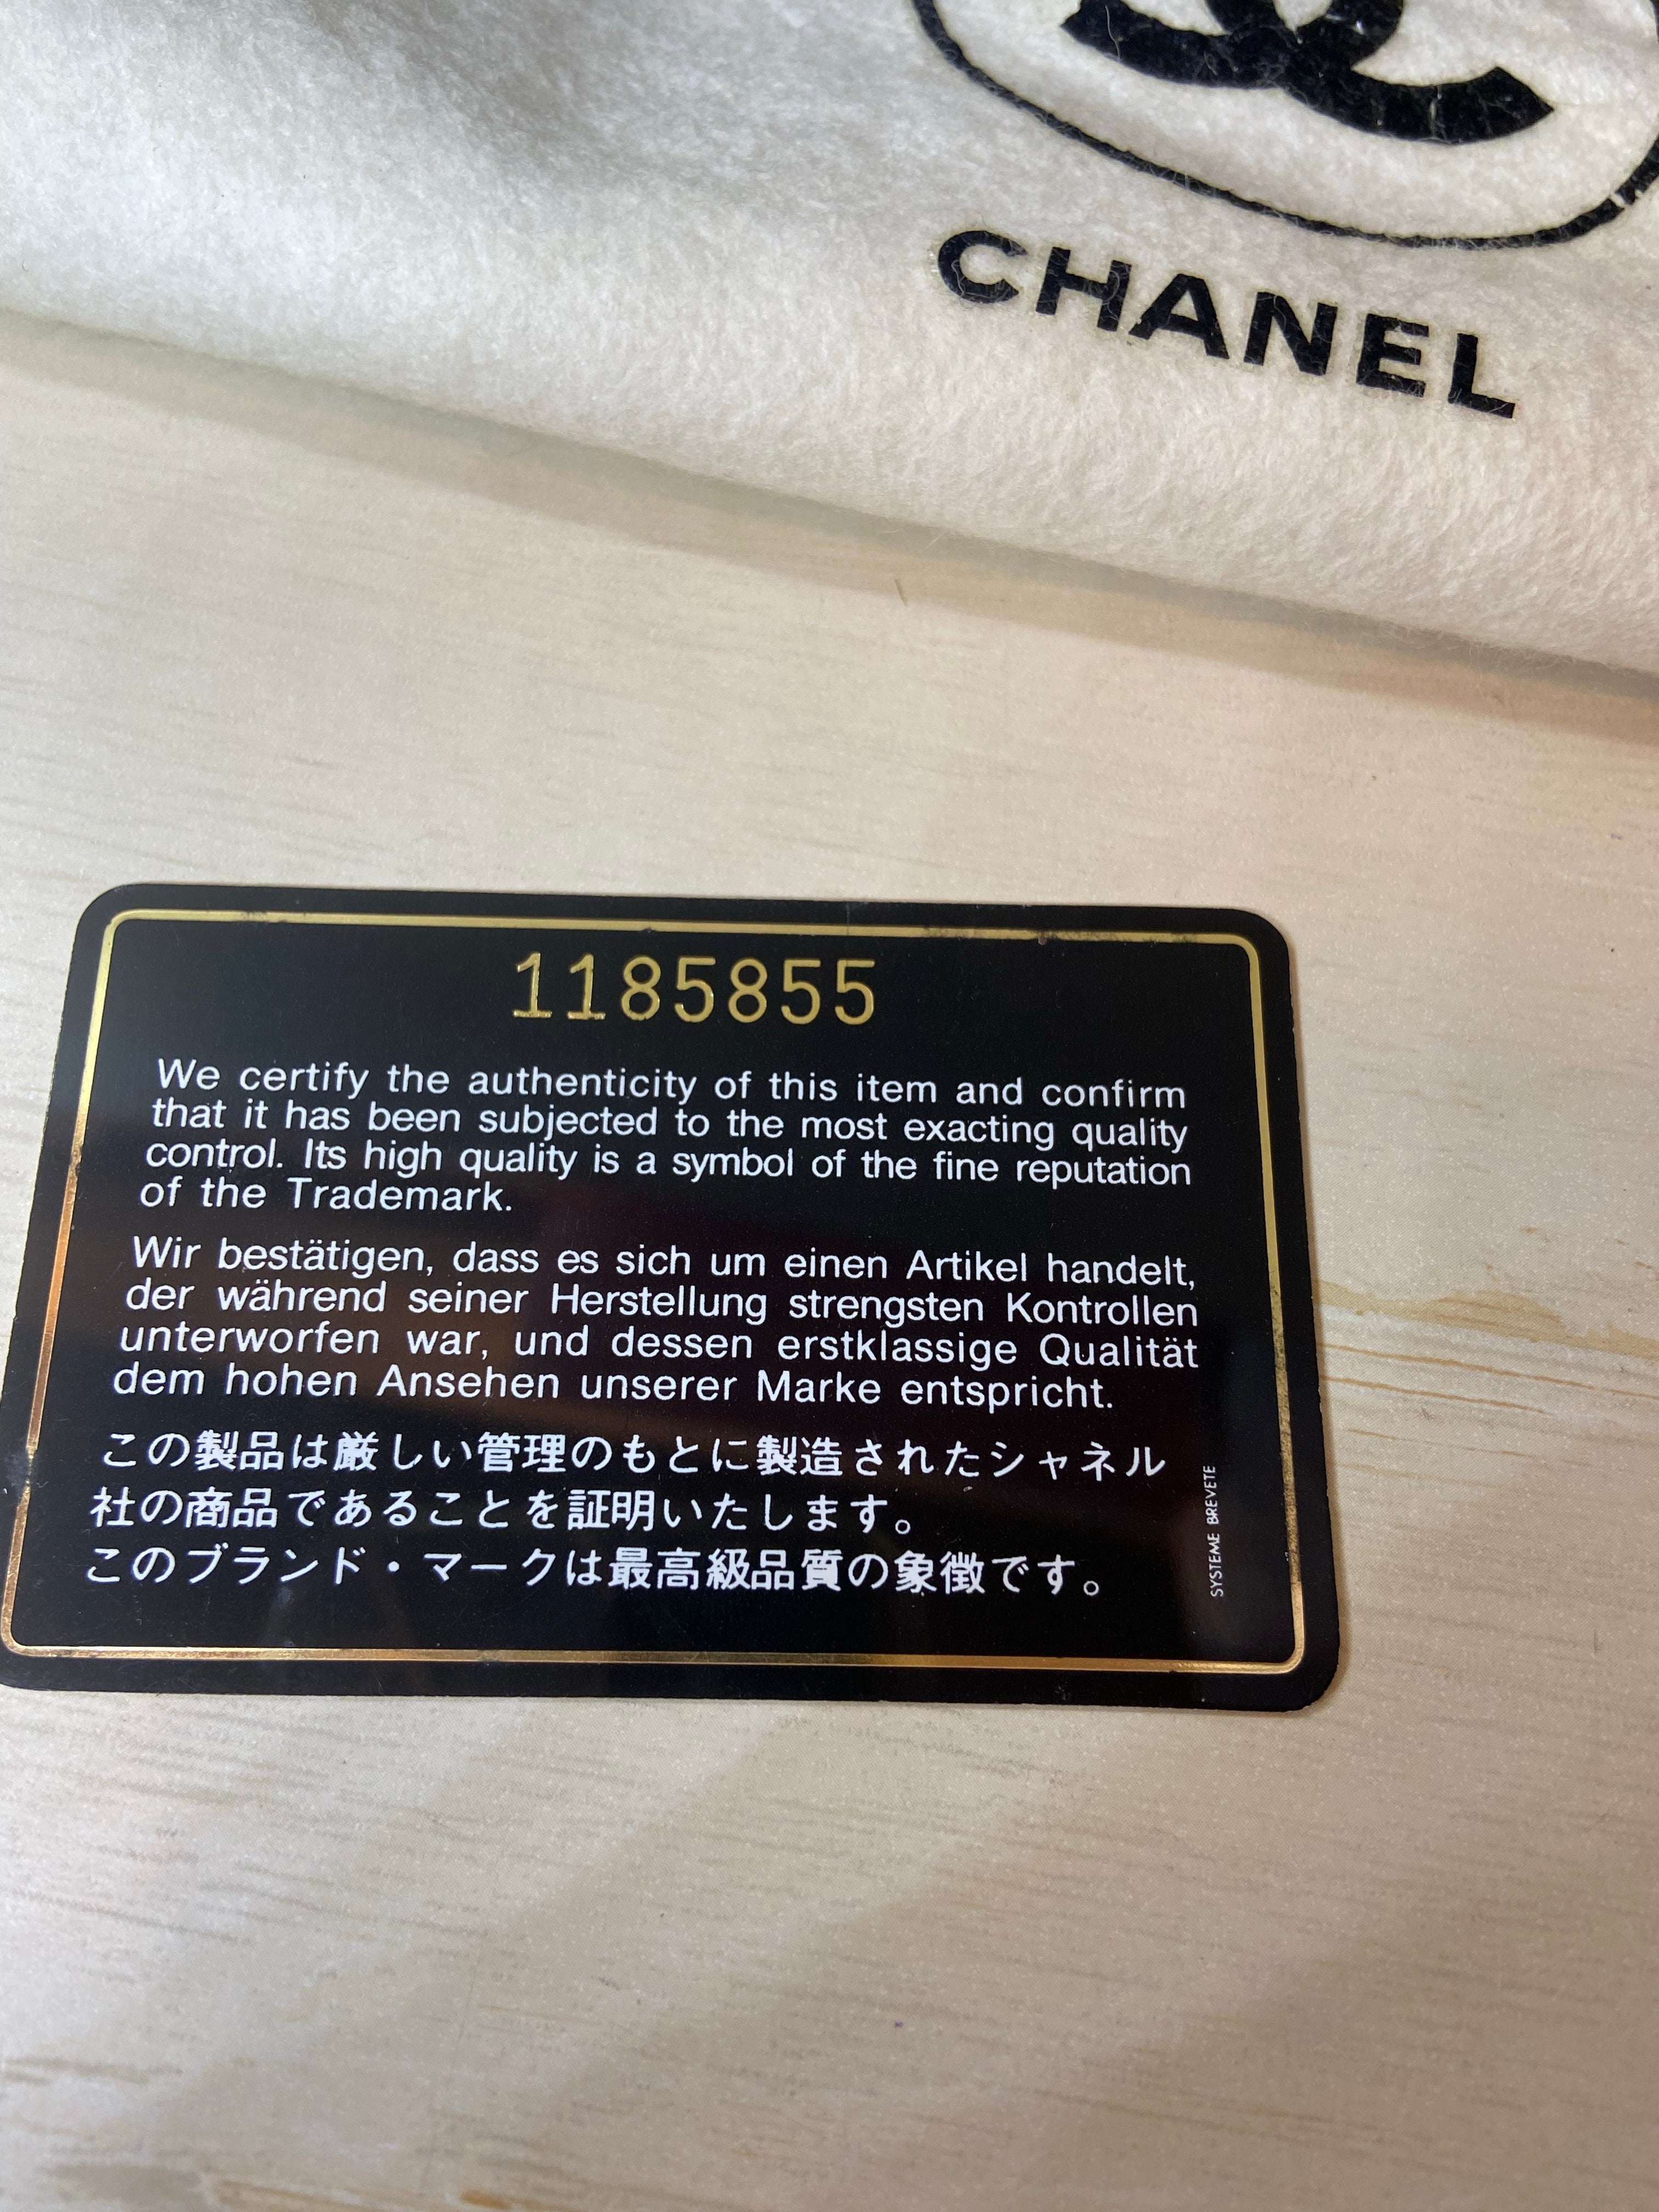 CHANEL
1185855
We certify the authenticity of this item and confirm
that it has been subjected to the most exacting quality
control. Its high quality is a symbol of the fine reputation
of the Trademark.
Wir bestätigen, dass es sich um einen Artikel handelt,
der während seiner Herstellung strengsten Kontrollen
unterworfen war, und dessen erstklassige Qualität
dem hohen Ansehen unserer Marke entspricht.
この製品は厳しい管理のもとに製造されたシャネル
社の商品であることを証明いたします。
このブランド・マークは最高級品質の象徴です。
SYSTEME BREVETE